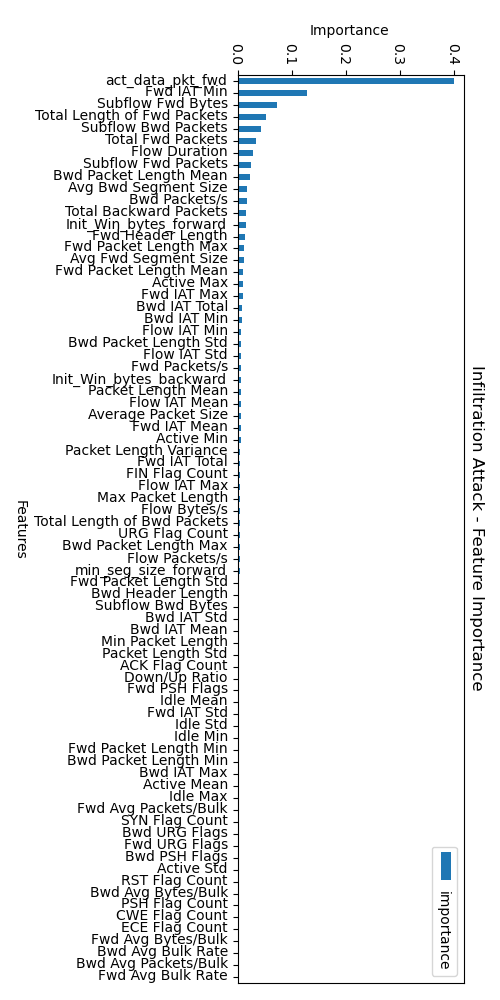 Infiltration Attack - Feature Importance
Importance
0.0
0.1
0.2
0.3
0.4
act_data_pkt_fwd
Fwd IAT Min
Subflow Fwd Bytes
Total Length of Fwd Packets
Subflow Bwd Packets
Total Fwd Packets
Flow Duration
Subflow Fwd Packets
Bwd Packet Length Mean
Avg Bwd Segment Size
Bwd Packets/s
Total Backward Packets
Init_Win_bytes_forward
Fwd Header Length
Fwd Packet Length Max
Avg Fwd Segment Size
Fwd Packet Length Mean
Active Max
Fwd IAT Max
Bwd IAT Total
Bwd IAT Min
Flow IAT Min
Bwd Packet Length Std
Flow IAT Std
Fwd Packets/s
Init_Win_bytes_backward
Packet Length Mean
Flow IAT Mean
Average Packet Size
Fwd IAT Mean
Active Min
Packet Length Variance
Fwd IAT Total
FIN Flag Count
Flow IAT Max
Max Packet Length
Flow Bytes/s
Total Length of Bwd Packets
URG Flag Count
Bwd Packet Length Max
Flow Packets/s
min_seg_size_forward
Fwd Packet Length Std
Bwd Header Length
Subflow Bwd Bytes
Bwd IAT Std
Bwd IAT Mean
Min Packet Length
Packet Length Std
ACK Flag Count
Down/Up Ratio
Fwd PSH Flags
Idle Mean
Fwd IAT Std
Idle Std
Idle Min
Fwd Packet Length Min
Bwd Packet Length Min
Bwd IAT Max
Active Mean
Idle Max
Fwd Avg Packets/Bulk
SYN Flag Count
Bwd URG Flags
Fwd URG Flags
Bwd PSH Flags
Active Std
RST Flag Count
Bwd Avg Bytes/Bulk
PSH Flag Count
CWE Flag Count
ECE Flag Count
Fwd Avg Bytes/Bulk
Bwd Avg Bulk Rate
Bwd Avg Packets/Bulk
Fwd Avg Bulk Rate
Features
importance